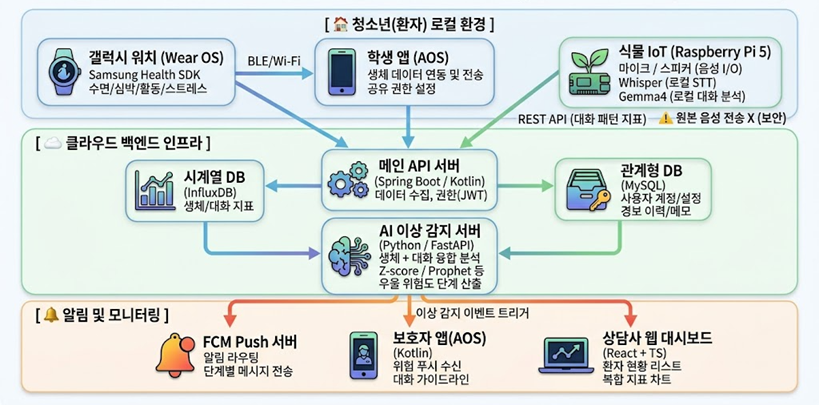 [ 청소년(환자) 로컬 환경 ]
갤럭시 워치 (Wear OS)
Samsung Health SDK
수면/심박/활동/스트레스
BLE/Wi-Fi
학생 앱 (AOS)
생체 데이터 연동 및 전송
공유 권한 설정
식물 IoT (Raspberry Pi 5)
마이크 / 스피커 (음성 I/O)
Whisper (로컬 STT)
Gemma4 (로컬 대화 분석)
REST API (대화 패턴 지표)
원본 음성 전송 X (보안)
[ 클라우드 백엔드 인프라 ]
시계열 DB
(InfluxDB)
생체/대화 지표
메인 API 서버
(Spring Boot / Kotlin)
데이터 수집, 권한(JWT)
관계형 DB
(MySQL)
사용자 계정/설정
경보 이력/메모
AI 이상 감지 서버
(Python / FastAPI)
생체 + 대화 융합 분석
Z-score / Prophet 등
우울 위험도 단계 산출
[ 알림 및 모니터링 ]
이상 감지 이벤트 트리거
FCM Push 서버
알림 라우팅
단계별 메시지 전송
보호자 앱(AOS)
(Kotlin)
위험 푸시 수신
대화 가이드라인
상담사 웹 대시보드
(React + TS)
환자 현황 리스트
복합 지표 차트